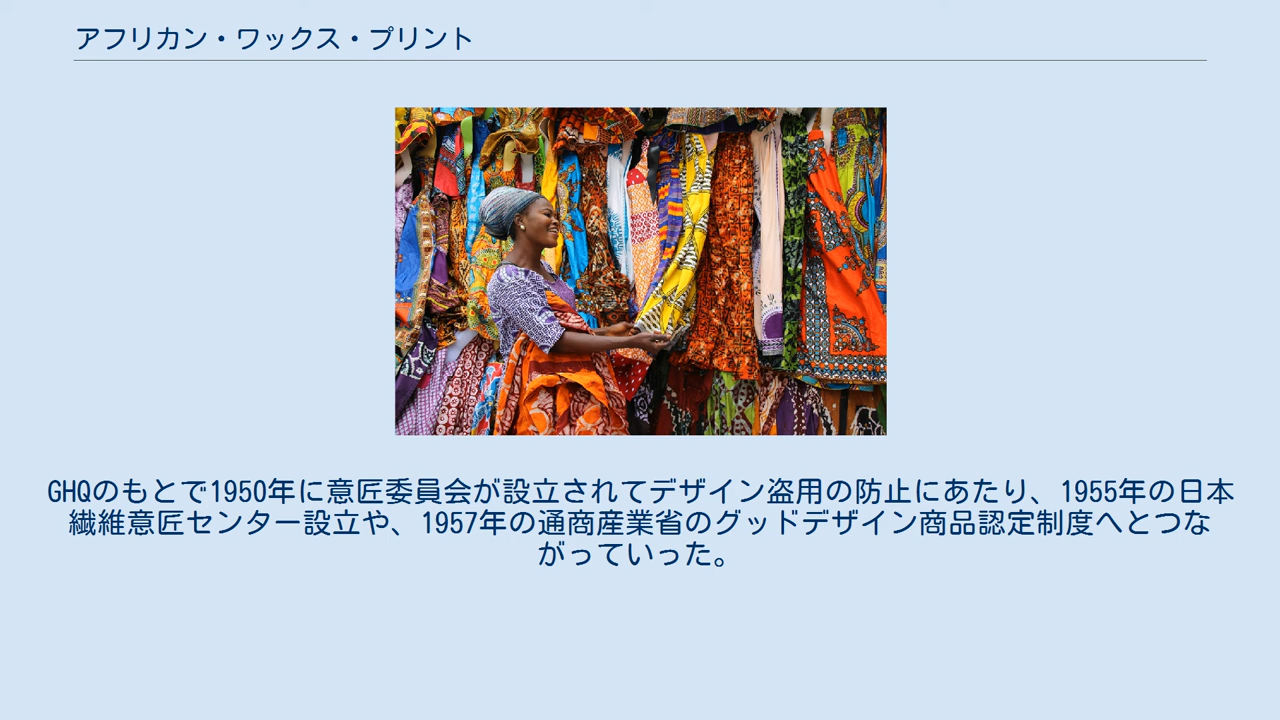 アフリカン・ワックス・プリント
GHQのもとで1950年に意匠委員会が設立されてデザイン盗用の防止にあたり、1955年の日本
繊維意匠センター設立や、1957年の通商産業省のグッドデザイン商品認定制度へとつな
がっていった。